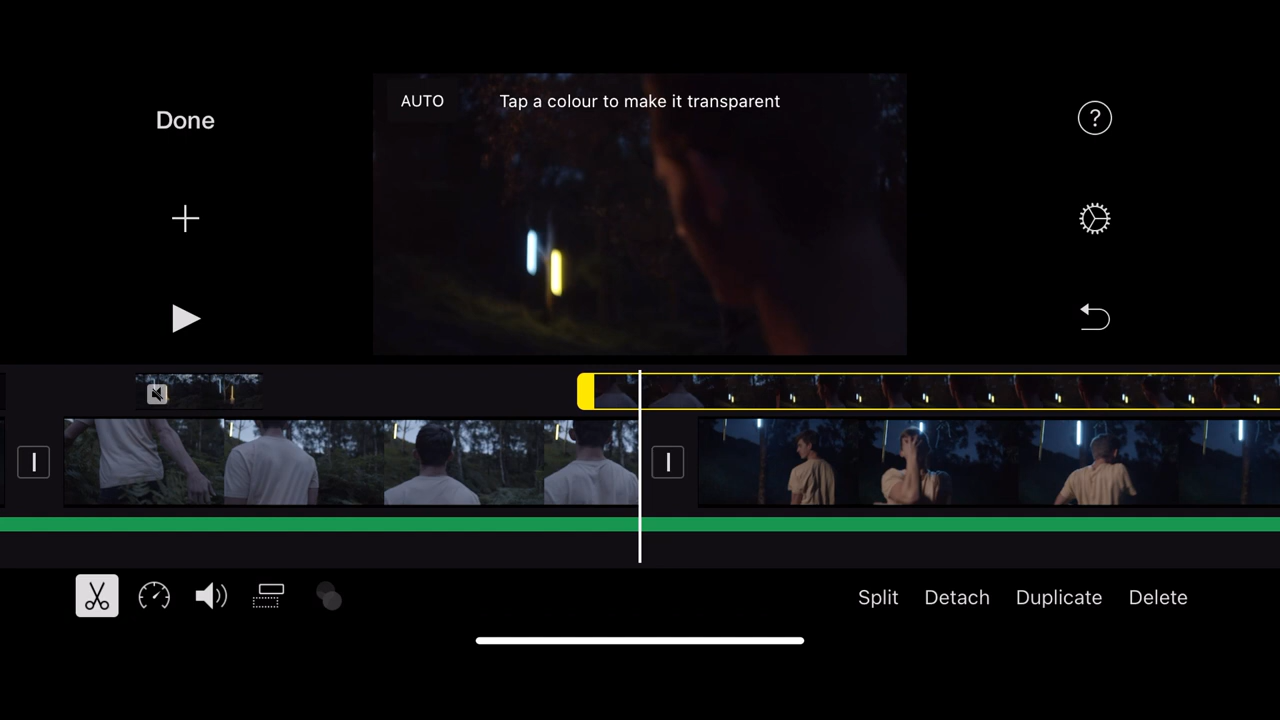 AUTO
Tap a colour to make it transparent
Done
?
Split
Detach
Duplicate
Delete